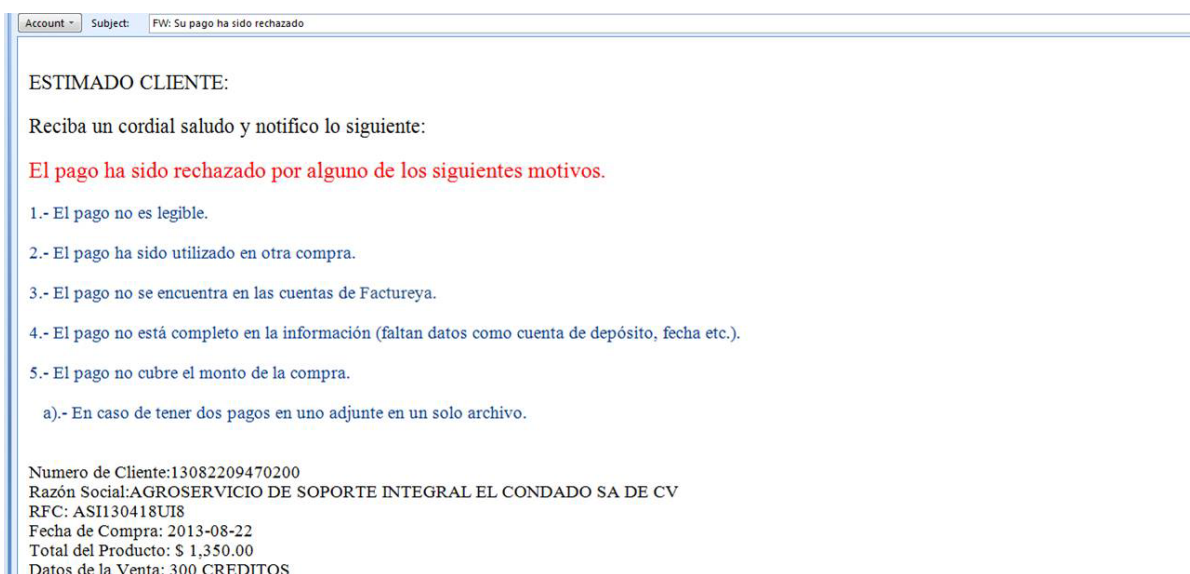 Account Subject: FW: Su pago ha sido rechazado
ESTIMADO CLIENTE:
Reciba un cordial saludo y notifico lo siguiente:
El pago ha sido rechazado por alguno de los siguientes motivos.
1.- El pago no es legible.
2.- El pago ha sido utilizado en otra compra.
3.- El pago no se encuentra en las cuentas de Factureya.
4.- El pago no está completo en la información (faltan datos como cuenta de depósito, fecha etc.).
5.- El pago no cubre el monto de la compra.
a).- En caso de tener dos pagos en uno adjunte en un solo archivo.
Numero de Cliente:13082209470200
Razón Social:AGROSERVICIO DE SOPORTE INTEGRAL EL CONDADO SA DE CV
RFC: ASI130418UI8
Fecha de Compra: 2013-08-22
Total del Producto: $ 1,350.00
Datos de la Venta: 300 CREDITOS